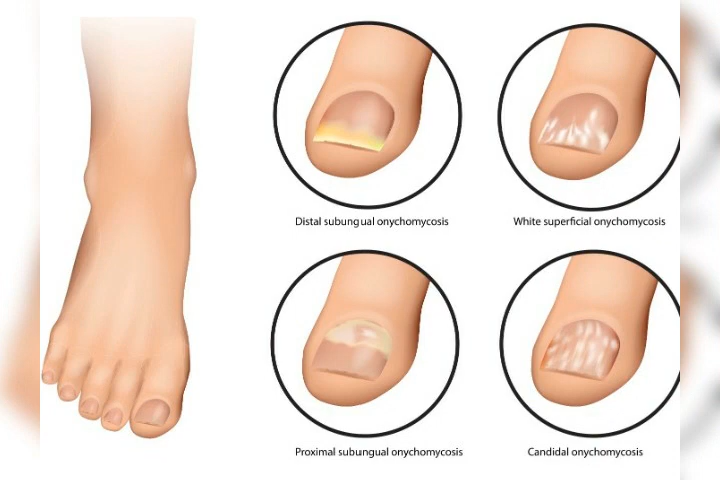 Distal subungual onychomycosis
White superficial onychomycosis
Proximal subungual onychomycosis
Candidal onychomycosis